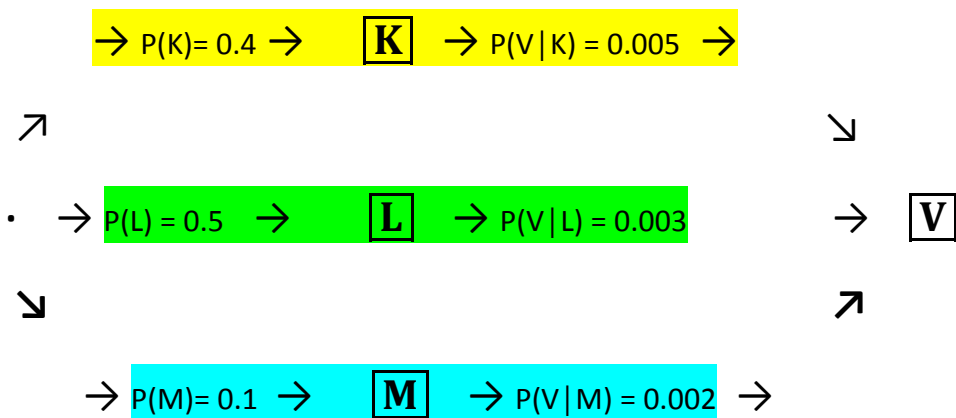 → P(K)= 0.4 → K → P(V|K) = 0.005 →
↗ ↘
· → P(L) = 0.5 → L → P(V|L) = 0.003 → V
↘ ↗
→ P(M)= 0.1 → M → P(V|M) = 0.002 →